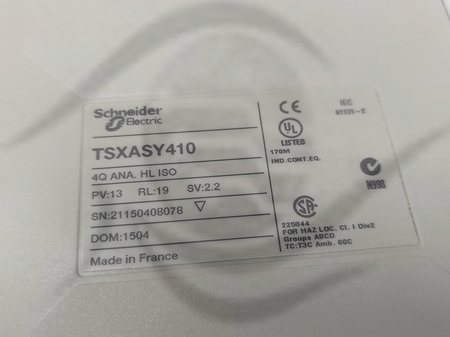 Schneider
Electric
TSXASY410
4Q ANA. HL ISO
PV:13 RL:19 SV:2.2
SN:21150408078
DOM:1504
Made in France
CE
IEC
61131-2
UL
LISTED
176M
IND.CONT.EQ.
N998
SA
225044
FOR HAZ LOC. Cl. 1 Div2
Groups ABCD
TC:T3C Amb. 60C